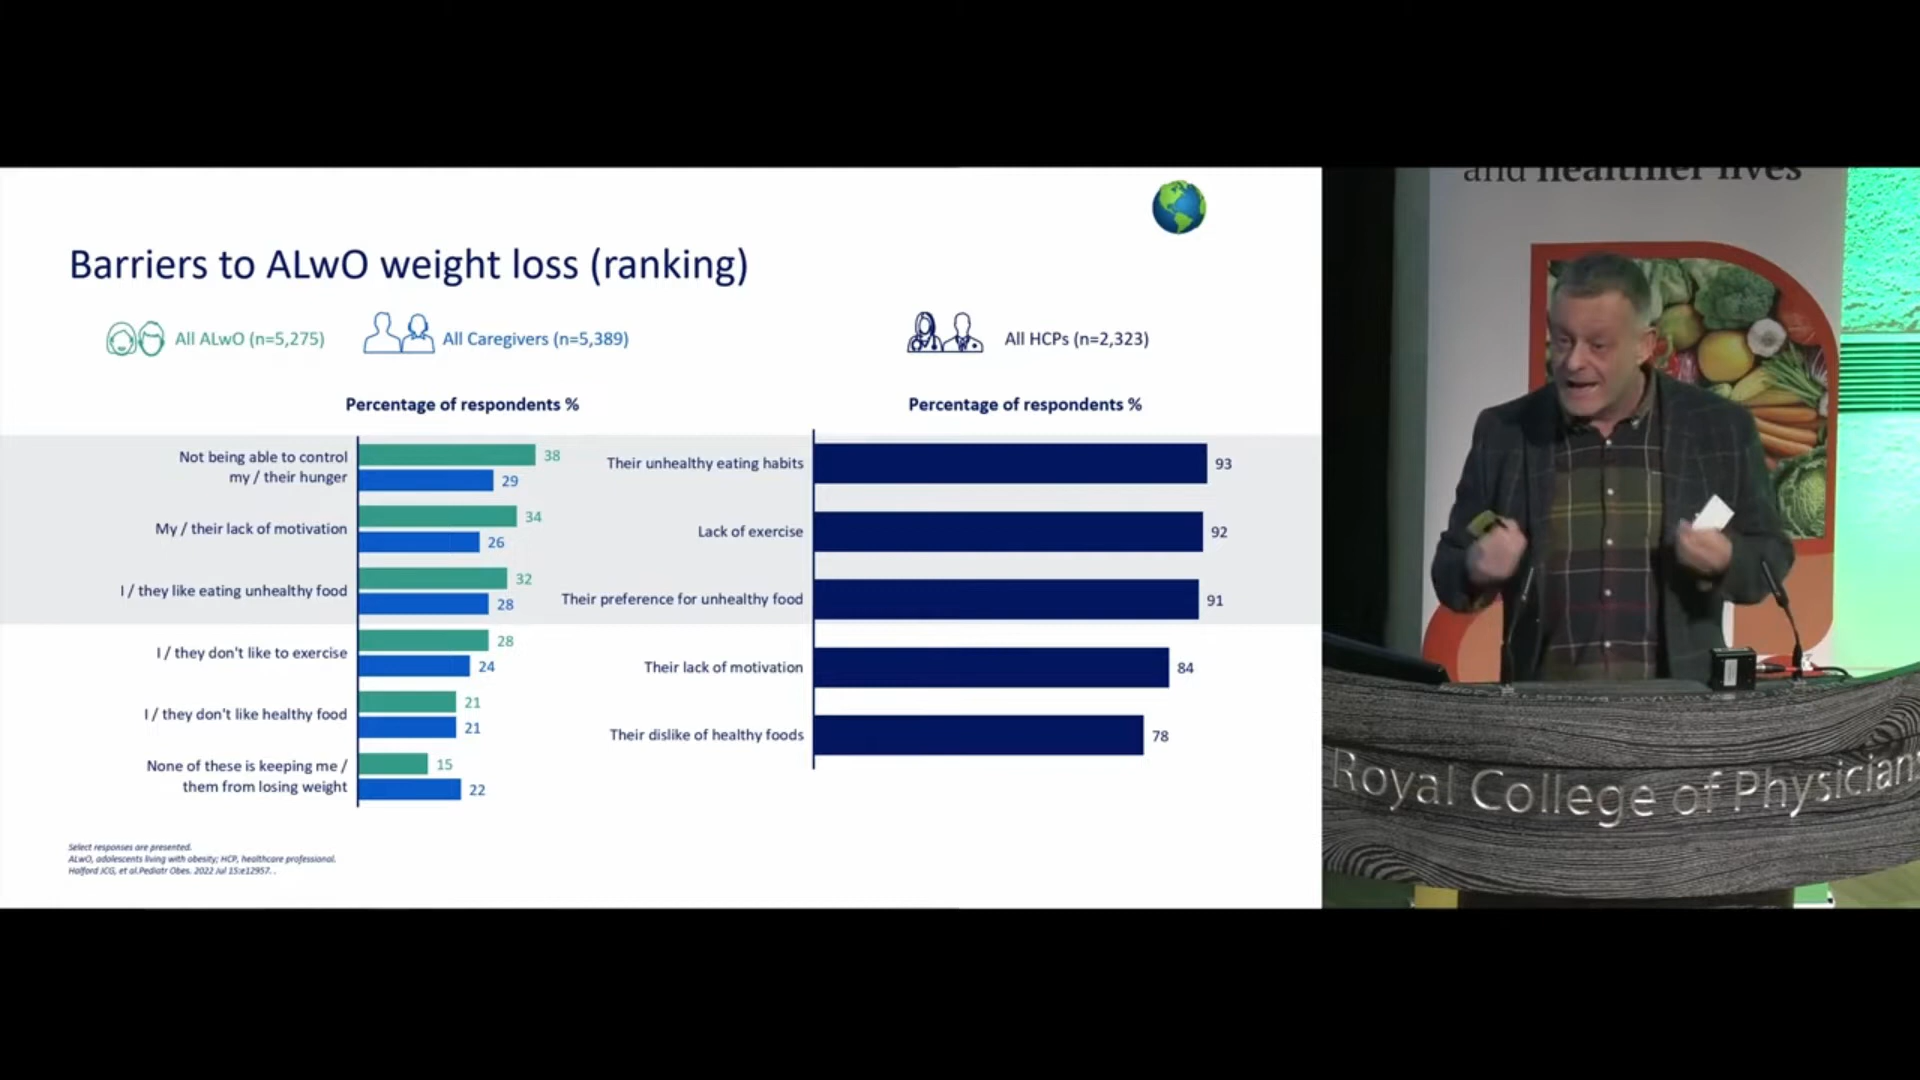 and healthier lives
Barriers to ALwO weight loss (ranking)
All ALwO (n=5,275)
All Caregivers (n=5,389)
All HCPs (n=2,323)
Percentage of respondents %
Not being able to control
my / their hunger
38
29
My / their lack of motivation
34
26
I / they like eating unhealthy food
32
28
I / they don't like to exercise
28
24
I / they don't like healthy food
21
21
None of these is keeping me /
them from losing weight
15
22
Percentage of respondents %
Their unhealthy eating habits
93
Lack of exercise
92
Their preference for unhealthy food
91
Their lack of motivation
84
Their dislike of healthy foods
78
Select responses are presented.
ALwO, adolescents living with obesity; HCP, healthcare professional.
Halford JCG, et al.Pediatr Obes. 2022 Jul 15:e12957. .
Royal College of Physicians